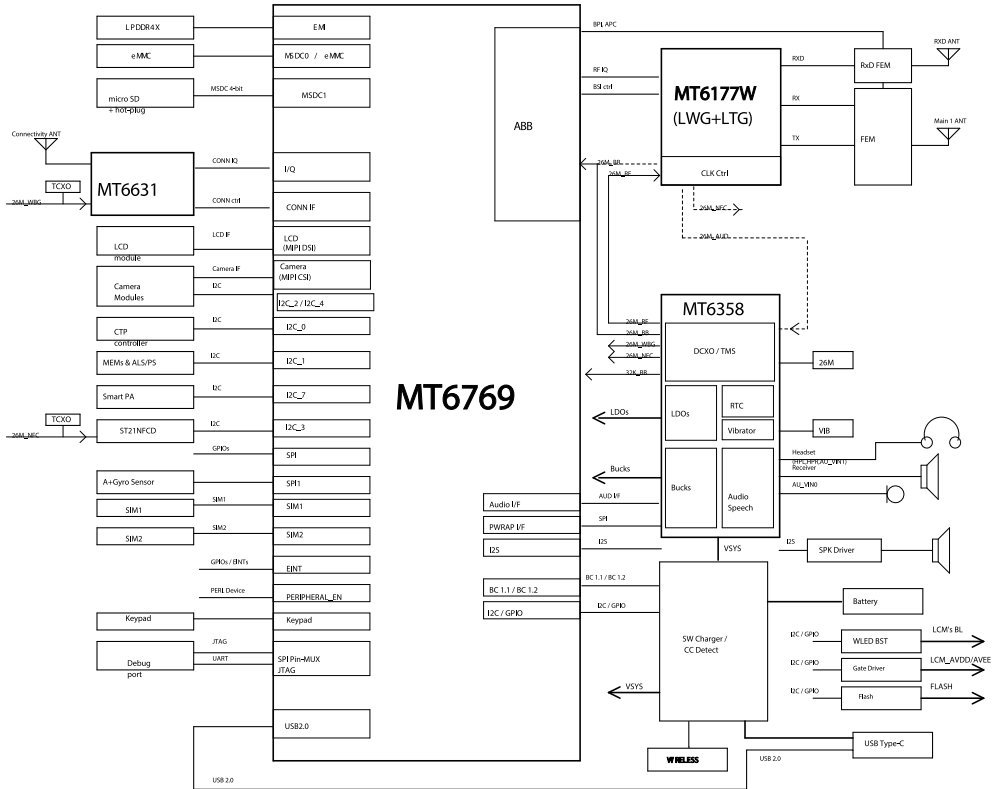 LPDDR4X
EMI
BPI, APC
eMMC
MSDC0 / eMMC
RXD ANT
RXD
RxD FEM
RF IQ
MT6177W
(LWG+LTG)
BSI ctrl
MSDC 4-bit
micro SD
+ hot-plug
MSDC1
RX
ABB
Connectivity ANT
Main 1 ANT
TX
FEM
CONN IQ
I/Q
26M_BB
26M_RF
CLK Ctrl
TCXO
MT6631
26M_WBG
CONN ctrl
CONN IF
26M_NFC
LCD IF
LCD
module
LCD
(MIPI DSI)
26M_AUD
Camera IF
Camera
(MIPI CSI)
Camera
Modules
I2C
I2C_2 / I2C_4
MT6358
CTP
controller
I2C
I2C_0
26M_RF
26M_BB
26M_WBG
26M_NFC
32K_BB
DCXO / TMS
26M
MEMs & ALS/PS
I2C
I2C_1
Smart PA
I2C
I2C_7
MT6769
LDOs
LDOs
RTC
Vibrator
VIB
TCXO
26M_NFC
ST21NFCD
I2C
I2C_3
GPIOs
SPI
Headset
(HPL,HPR,AU_VIN1)
Receiver
AU_VIN0
Bucks
Bucks
Audio
Speech
A+Gyro Sensor
SPI1
SIM1
SIM1
SIM1
Audio I/F
AUD I/F
SIM2
SIM2
SIM2
PWRAP I/F
SPI
I2S
I2S
VSYS
I2S
SPK Driver
GPIOs / EINTs
EINT
BC 1.1 / BC 1.2
BC 1.1 / BC 1.2
PERI Device
PERIPHERAL_EN
I2C / GPIO
I2C / GPIO
Battery
Keypad
Keypad
SW Charger /
CC Detect
I2C / GPIO
WLED BST
LCM's BL
JTAG
UART
Debug
port
SPI Pin-MUX
JTAG
I2C / GPIO
Gate Driver
LCM_AVDD/AVEE
VSYS
I2C / GPIO
Flash
FLASH
USB2.0
USB Type-C
WIRELESS
USB 2.0
USB 2.0